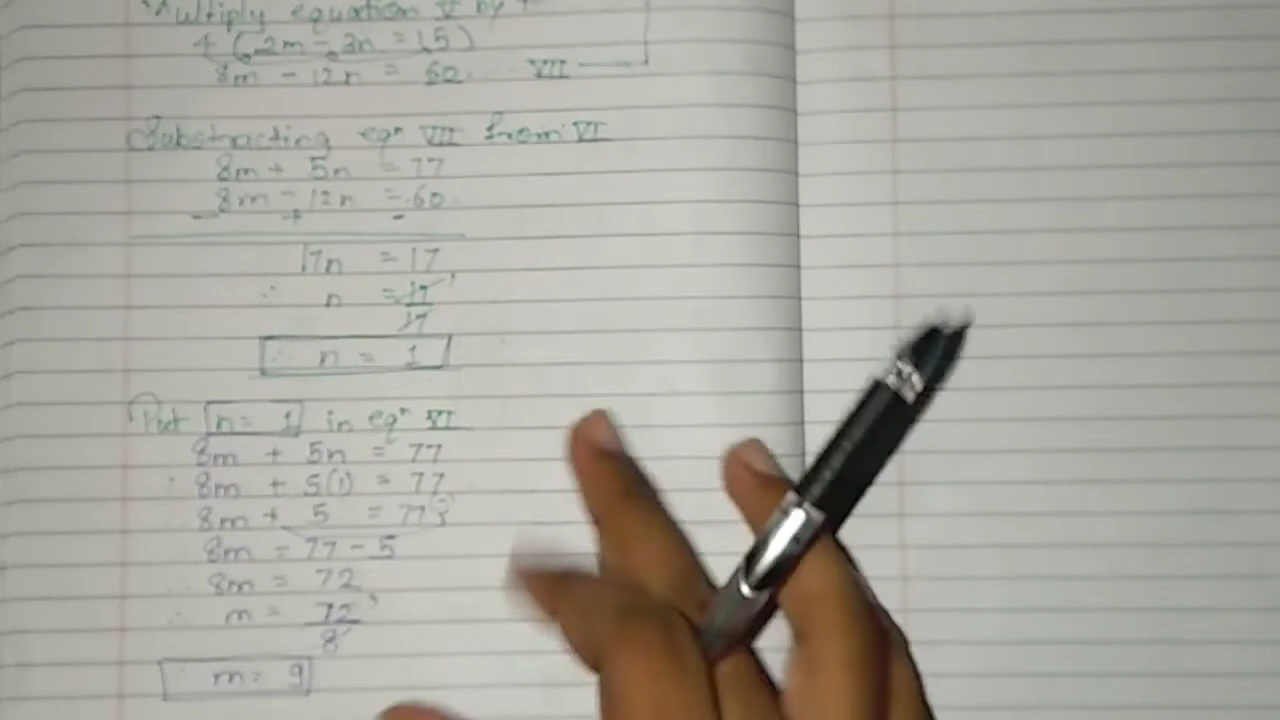 Multiply equation V by 4
4 (2m - 3n = 15)
8m - 12n = 60 VII
Substracting eqⁿ VII from VI
8m + 5n = 77
8m - 12n = 60
- + -
17n = 17
∴ n = 17
17
∴ n = 1
Put n = 1 in eqⁿ VI
8m + 5n = 77
∴ 8m + 5(1) = 77
8m + 5 = 77
8m = 77 - 5
∴ 8m = 72
∴ m = 72
8
∴ m = 9